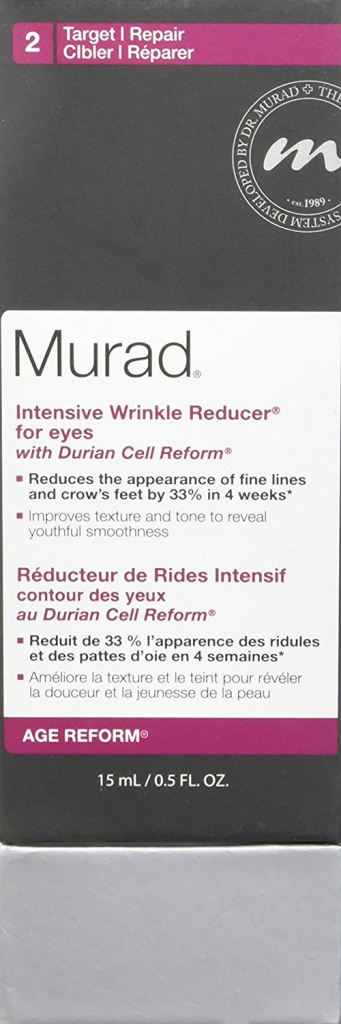 2
Target | Repair
Cibler | Réparer
SYSTEM DEVELOPED BY DR. MURAD + THE
m
• est. 1989 •
Murad®
Intensive Wrinkle Reducer®
for eyes
with Durian Cell Reform®
▪ Reduces the appearance of fine lines
and crow's feet by 33% in 4 weeks*
▪ Improves texture and tone to reveal
youthful smoothness
Réducteur de Rides Intensif
contour des yeux
au Durian Cell Reform®
▪ Reduit de 33 % l'apparence des ridules
et des pattes d'oie en 4 semaines*
▪ Améliore la texture et le teint pour révéler
la douceur et la jeunesse de la peau
AGE REFORM®
15 mL / 0.5 FL. OZ.